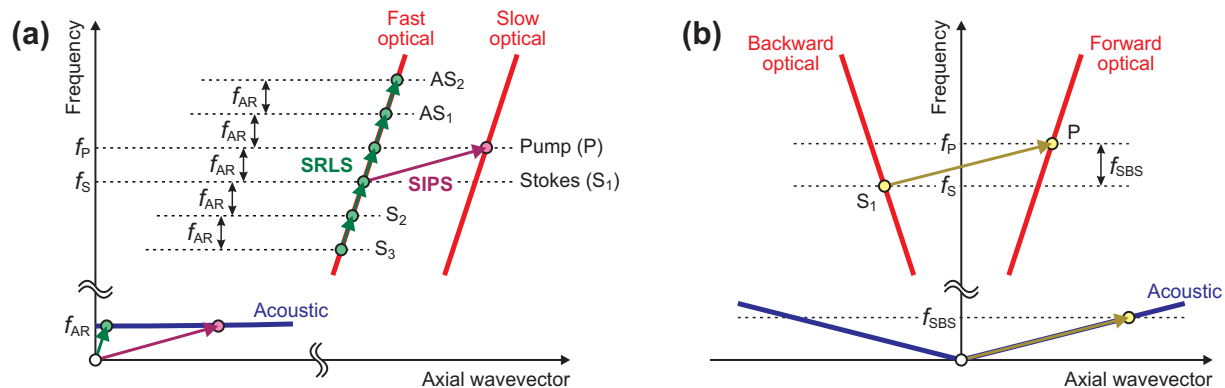 (a)
Frequency
Fast
optical
Slow
optical
AS2
fAR
AS1
fAR
fP
Pump (P)
SRLS
fAR
SIPS
fS
Stokes (S1)
fAR
S2
fAR
S3
Acoustic
fAR
Axial wavevector
(b)
Frequency
Backward
optical
Forward
optical
fP
P
fSBS
fS
S1
Acoustic
fSBS
Axial wavevector